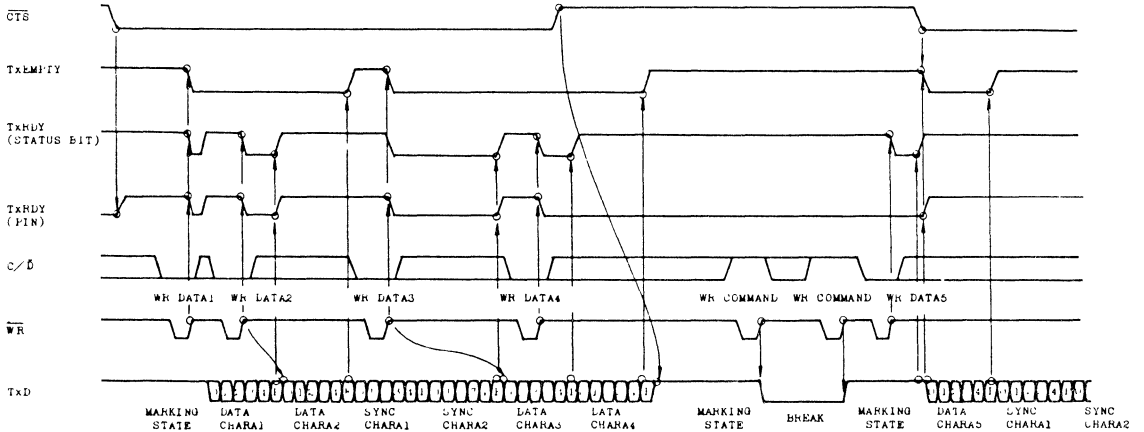 CTS
TxEMPTY
TxRDY
(STATUS BIT)
TxRDY
(PIN)
C/D
WR DATA1 WR DATA2 WR DATA3 WR DATA4 WR COMMAND WR COMMAND WR DATA5
WR
TxD
MARKING STATE
DATA CHARA1
DATA CHARA2
SYNC CHARA1
SYNC CHARA2
DATA CHARA3
DATA CHARA4
MARKING STATE
BREAK
MARKING STATE
DATA CHARA5
SYNC CHARA1
SYNC CHARA2